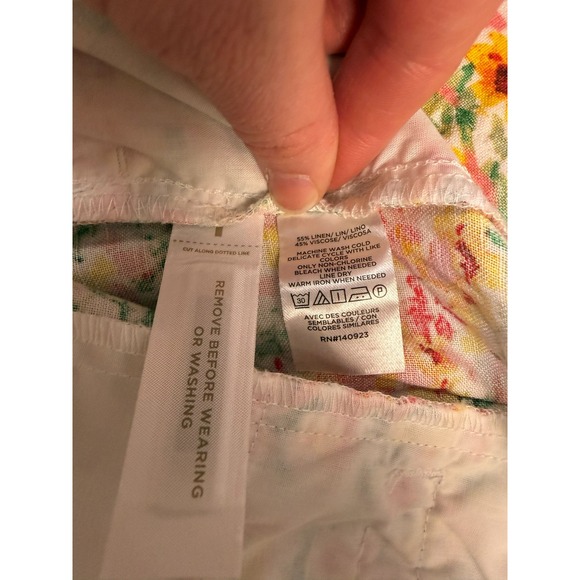 CUT ALONG DOTTED LINE
REMOVE BEFORE WEARING
OR WASHING
55% LINEN/ LIN/ LINO
45% VISCOSE/ VISCOSA
MACHINE WASH COLD
DELICATE CYCLE WITH LIKE
COLORS
ONLY NON-CHLORINE
BLEACH WHEN NEEDED
LINE DRY
WARM IRON WHEN NEEDED
30 P
AVEC DES COULEURS
SEMBLABLES / CON
COLORES SIMILARES
RN#140923